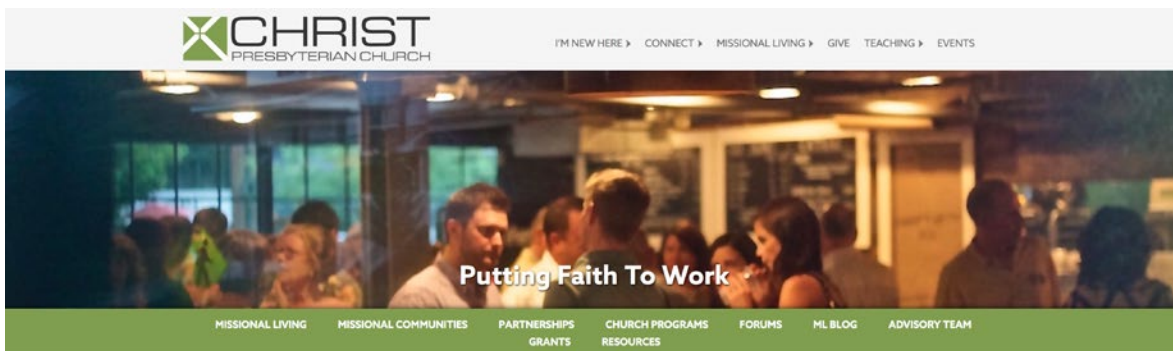 CHRIST
PRESBYTERIAN CHURCH
I'M NEW HERE CONNECT MISSIONAL LIVING GIVE TEACHING EVENTS
Putting Faith To Work
MISSIONAL LIVING MISSIONAL COMMUNITIES PARTNERSHIPS CHURCH PROGRAMS FORUMS ML BLOG ADVISORY TEAM
GRANTS RESOURCES